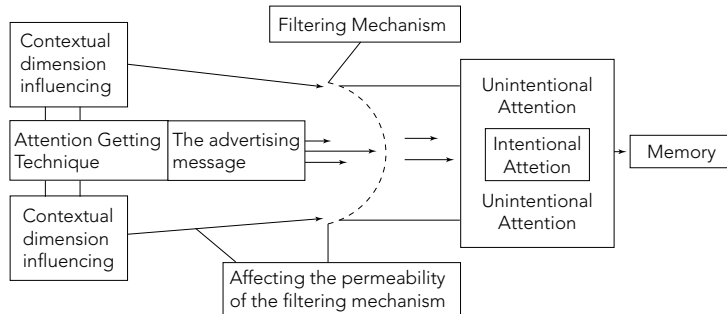 Contextual
dimension
influencing
Filtering Mechanism
Attention Getting
Technique
The advertising
message
Contextual
dimension
influencing
Affecting the permeability
of the filtering mechanism
Unintentional
Attention
Intentional
Attetion
Unintentional
Attention
Memory